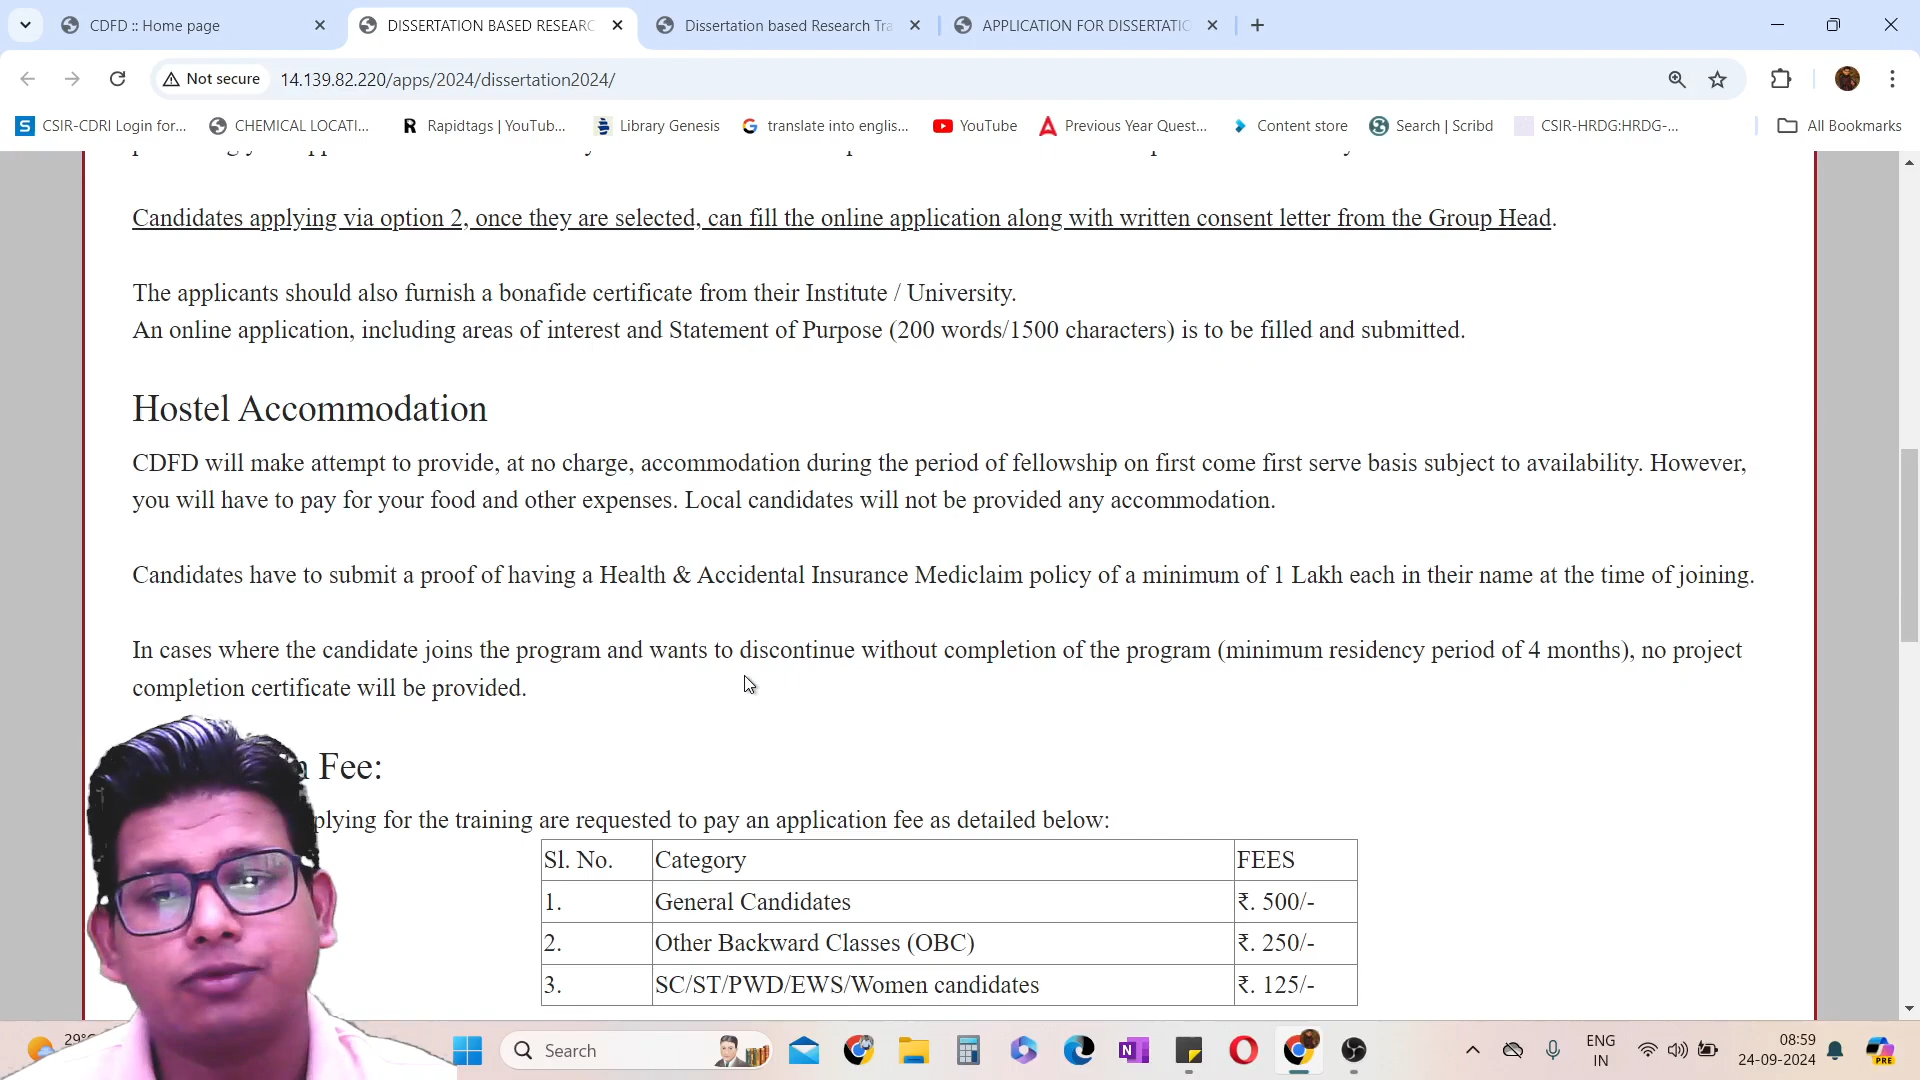 CDFD :: Home page
DISSERTATION BASED RESEARC
Dissertation based Research Tra
APPLICATION FOR DISSERTATIO
Not secure
14.139.82.220/apps/2024/dissertation2024/
CSIR-CDRI Login for...
CHEMICAL LOCATI...
Rapidtags | YouTub...
Library Genesis
translate into englis...
YouTube
Previous Year Quest...
Content store
Search | Scribd
CSIR-HRDG:HRDG-...
All Bookmarks
Candidates applying via option 2, once they are selected, can fill the online application along with written consent letter from the Group Head.
The applicants should also furnish a bonafide certificate from their Institute / University.
An online application, including areas of interest and Statement of Purpose (200 words/1500 characters) is to be filled and submitted.
Hostel Accommodation
CDFD will make attempt to provide, at no charge, accommodation during the period of fellowship on first come first serve basis subject to availability. However,
you will have to pay for your food and other expenses. Local candidates will not be provided any accommodation.
Candidates have to submit a proof of having a Health & Accidental Insurance Mediclaim policy of a minimum of 1 Lakh each in their name at the time of joining.
In cases where the candidate joins the program and wants to discontinue without completion of the program (minimum residency period of 4 months), no project
completion certificate will be provided.
n Fee:
plying for the training are requested to pay an application fee as detailed below:
Sl. No. Category FEES
1. General Candidates ₹. 500/-
2. Other Backward Classes (OBC) ₹. 250/-
3. SC/ST/PWD/EWS/Women candidates ₹. 125/-
29°C
Search
ENG
IN
08:59
24-09-2024
PRE